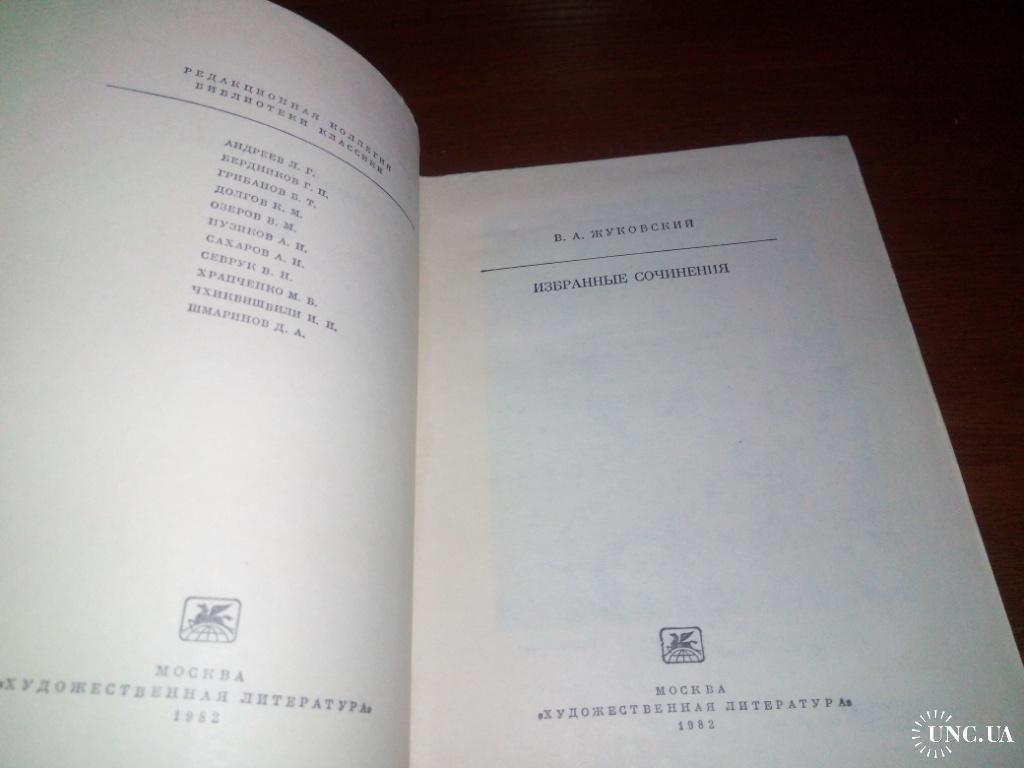 РЕДАКЦИОННАЯ КОЛЛЕГИЯ
БИБЛИОТЕКИ КЛАССИКИ
АНДРЕЕВ Л. Г.
БЕРДНИКОВ Г. П.
ГРИБАНОВ Б. Т.
ДОЛГОВ К. М.
ОЗЕРОВ В. М.
ПУЗИКОВ А. И.
САХАРОВ А. Н.
СЕВРУК В. Н.
ХРАПЧЕНКО М. Б.
ЧХИКВИШВИЛИ И. И.
ШМАРИНОВ Д. А.
МОСКВА
«ХУДОЖЕСТВЕННАЯ ЛИТЕРАТУРА»
1982
В. А. ЖУКОВСКИЙ
ИЗБРАННЫЕ СОЧИНЕНИЯ
МОСКВА
«ХУДОЖЕСТВЕННАЯ ЛИТЕРАТУРА»
1982
UNC.UA